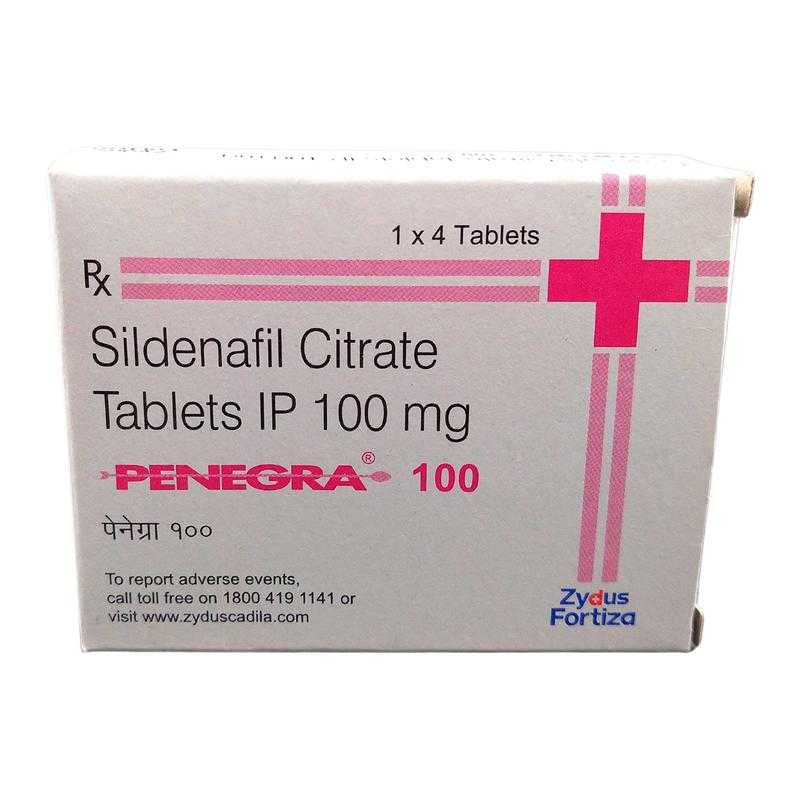 1 x 4 Tablets
Rx
Sildenafil Citrate
Tablets IP 100 mg
PENEGRA® 100
पेनेग्रा १००
To report adverse events,
call toll free on 1800 419 1141 or
visit www.zyduscadila.com
Zydus
Fortiza